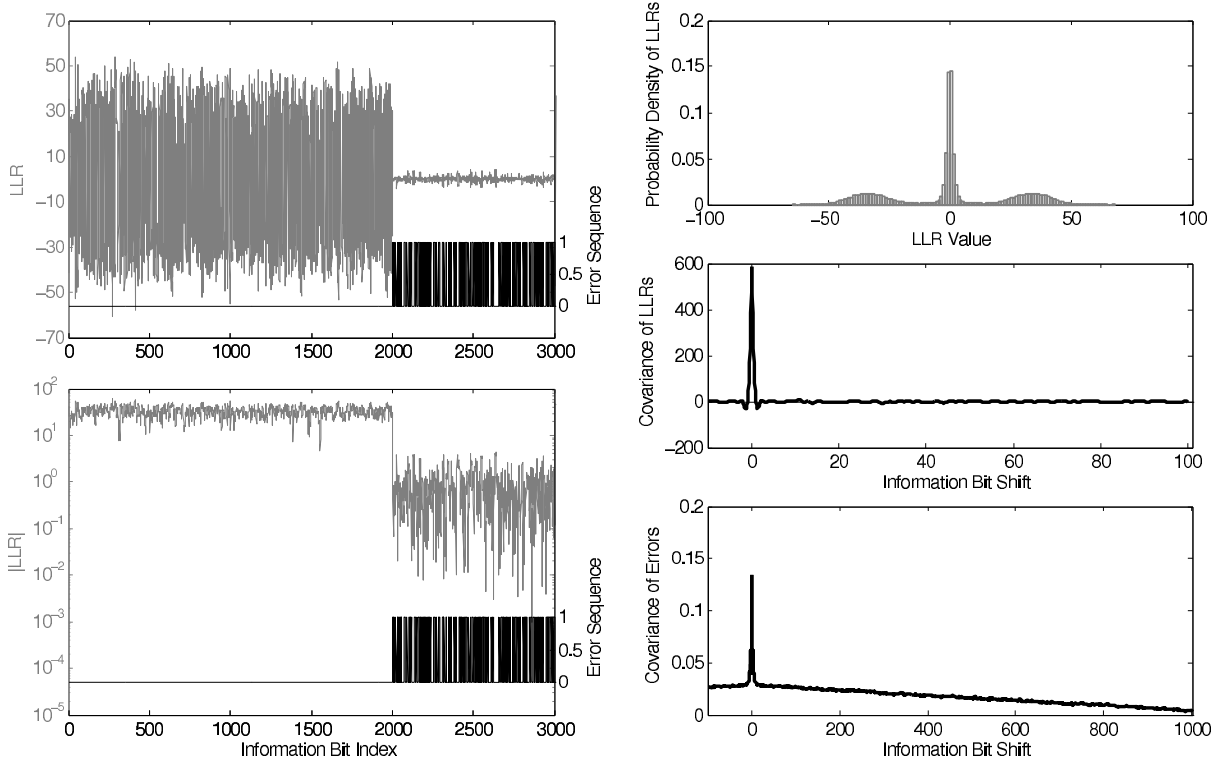 70
50
30
10
−10
−30
−50
−70
LLR
1
0.5
0
Error Sequence
0 500 1000 1500 2000 2500 3000
10^2
10^1
10^0
10^−1
10^−2
10^−3
10^−4
10^−5
|LLR|
1
0.5
0
Error Sequence
0 500 1000 1500 2000 2500 3000
Information Bit Index
0.2
0.15
0.1
0.05
0
Probability Density of LLRs
−100 −50 0 50 100
LLR Value
600
400
200
0
−200
Covariance of LLRs
0 20 40 60 80 100
Information Bit Shift
0.2
0.15
0.1
0.05
0
Covariance of Errors
0 200 400 600 800 1000
Information Bit Shift